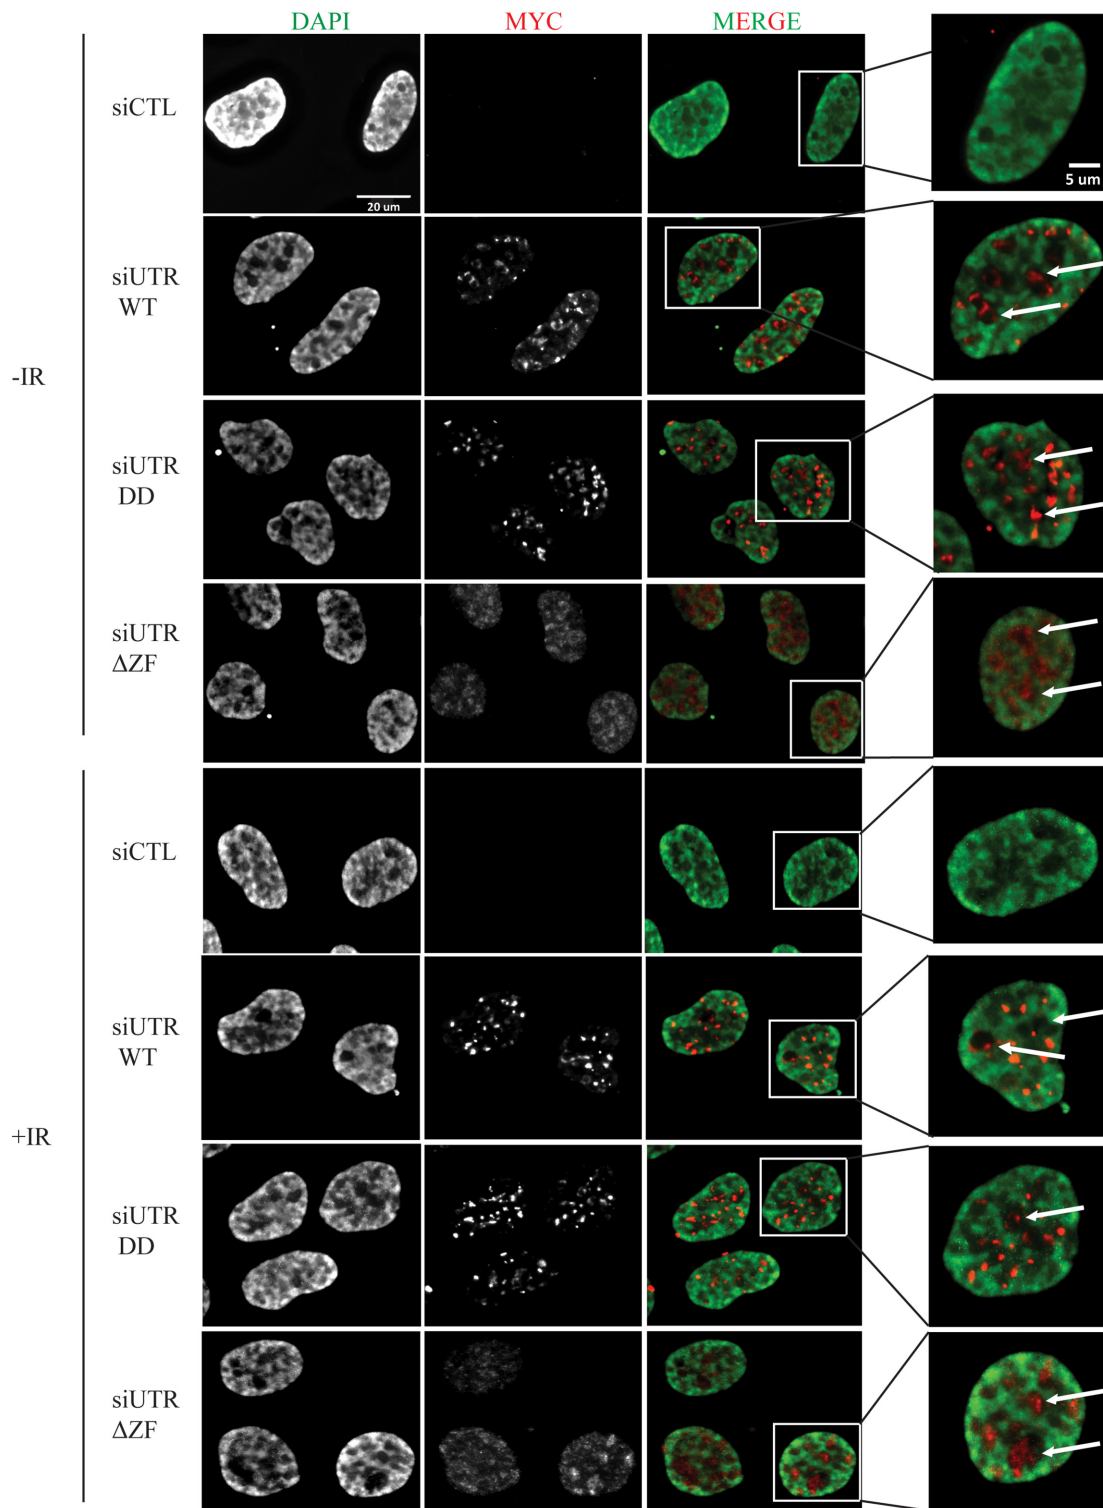 DAPI MYC MERGE
siCTL
20 um
5 um
siUTR
WT
-IR
siUTR
DD
siUTR
ΔZF
siCTL
siUTR
WT
+IR
siUTR
DD
siUTR
ΔZF